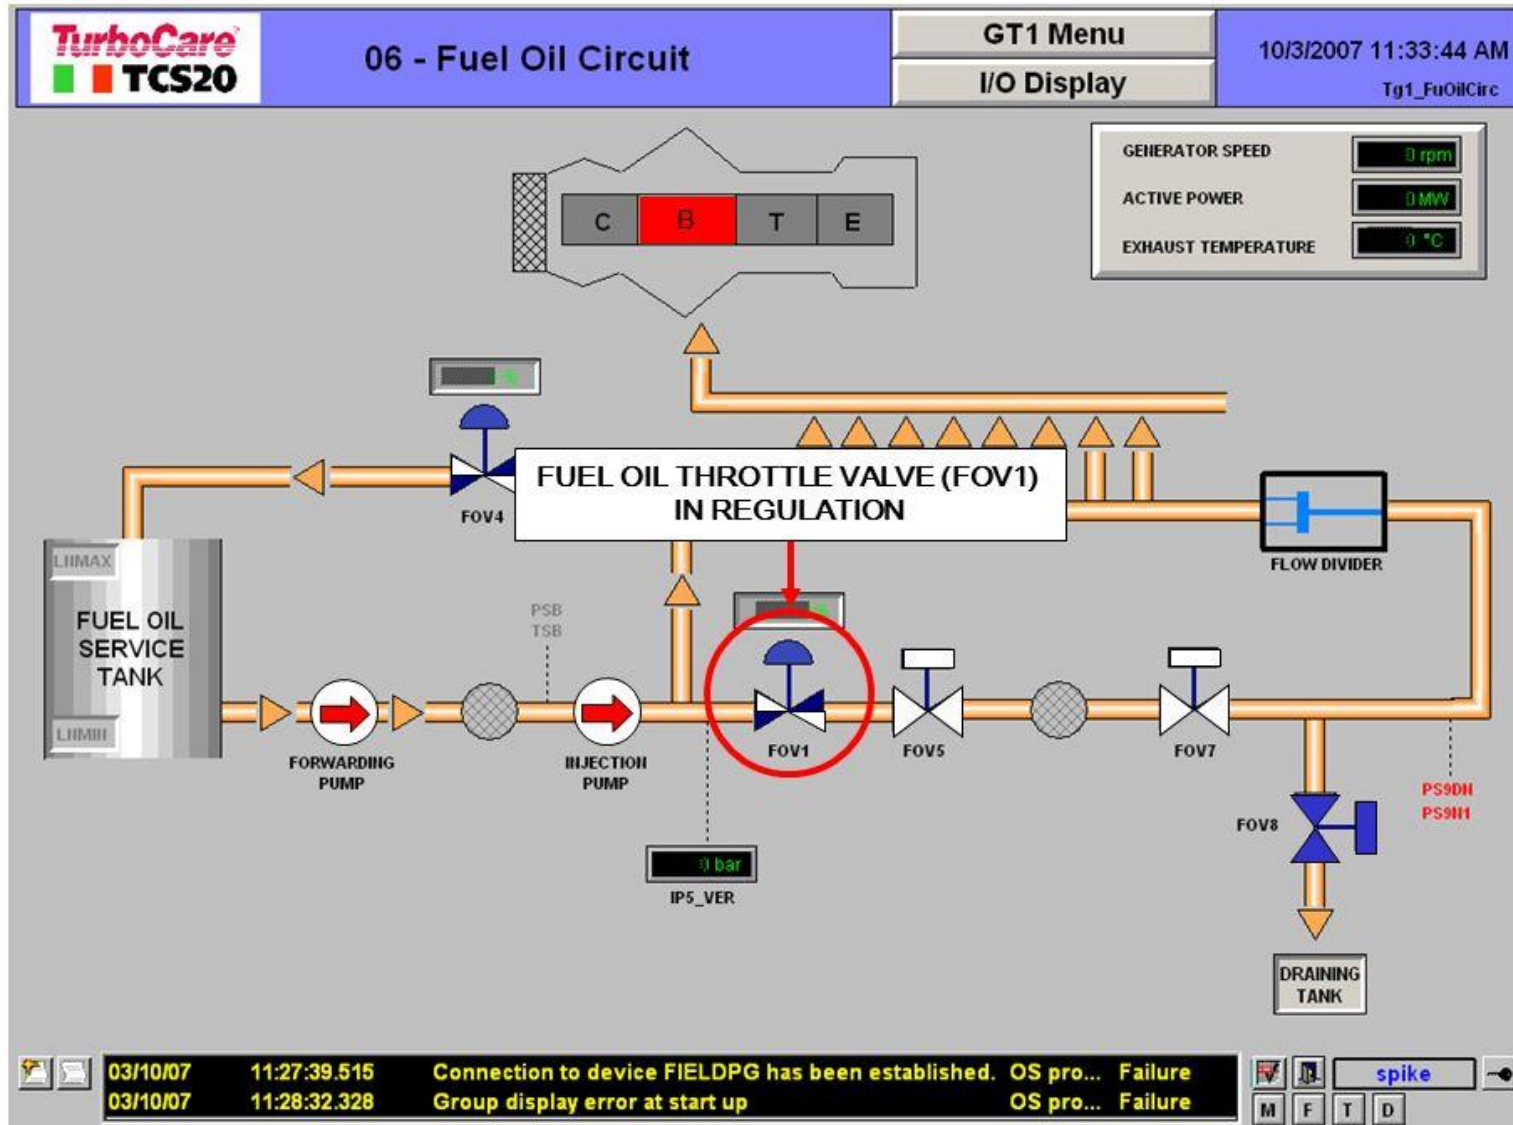 TurboCare
TCS20
06 - Fuel Oil Circuit
GT1 Menu
I/O Display
10/3/2007 11:33:44 AM
Tg1_FuOilCirc
GENERATOR SPEED
0 rpm
ACTIVE POWER
0 MW
EXHAUST TEMPERATURE
0 °C
C B T E
%
FOV4
FUEL OIL THROTTLE VALVE (FOV1)
IN REGULATION
FLOW DIVIDER
LIIMAX
FUEL OIL
SERVICE
TANK
LIIMIN
PSB
TSB
%
FORWARDING
PUMP
INJECTION
PUMP
FOV1
FOV5
FOV7
PS9DN
PS9N1
FOV8
0 bar
IP5_VER
DRAINING
TANK
03/10/07 11:27:39.515 Connection to device FIELDPG has been established. OS pro... Failure
03/10/07 11:28:32.328 Group display error at start up OS pro... Failure
spike
M F T D